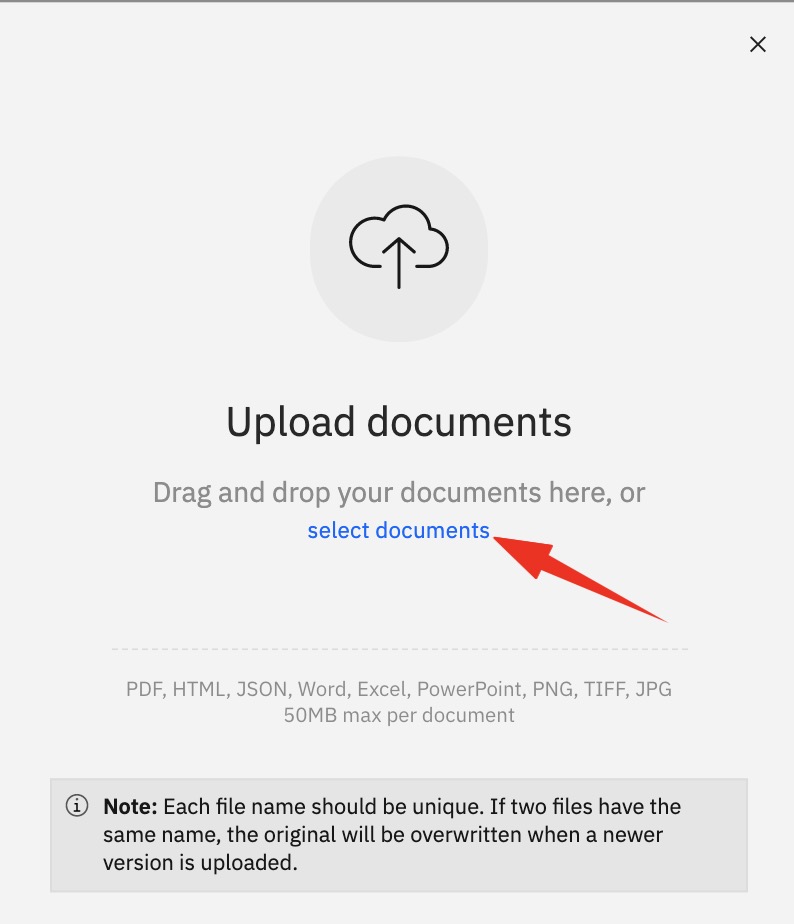 Upload documents
Drag and drop your documents here, or
select documents
PDF, HTML, JSON, Word, Excel, PowerPoint, PNG, TIFF, JPG
50MB max per document
Note: Each file name should be unique. If two files have the
same name, the original will be overwritten when a newer
version is uploaded.